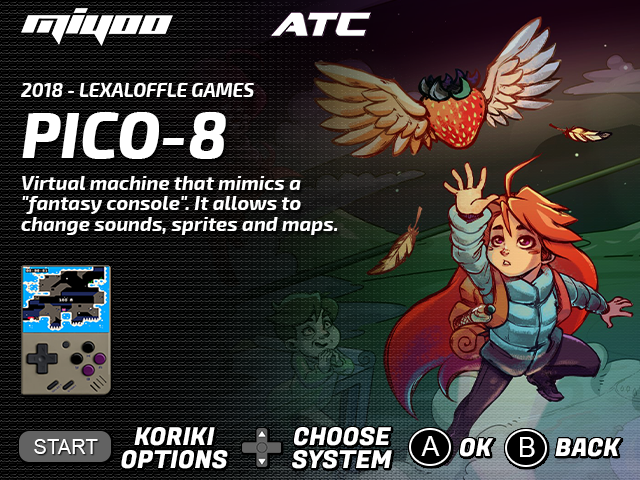 miyoo ATC
2018 - LEXALOFFLE GAMES
PICO-8
Virtual machine that mimics a
"fantasy console". It allows to
change sounds, sprites and maps.
START KORIKI OPTIONS CHOOSE SYSTEM A OK B BACK